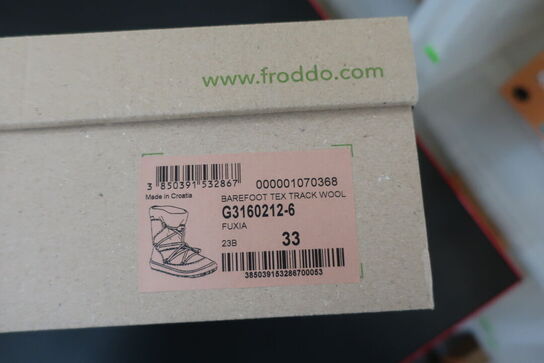 www.froddo.com
3 850391 532867
000001070368
Made in Croatia
BAREFOOT TEX TRACK WOOL
G3160212-6
FUXIA
23B
33
38503915328670053